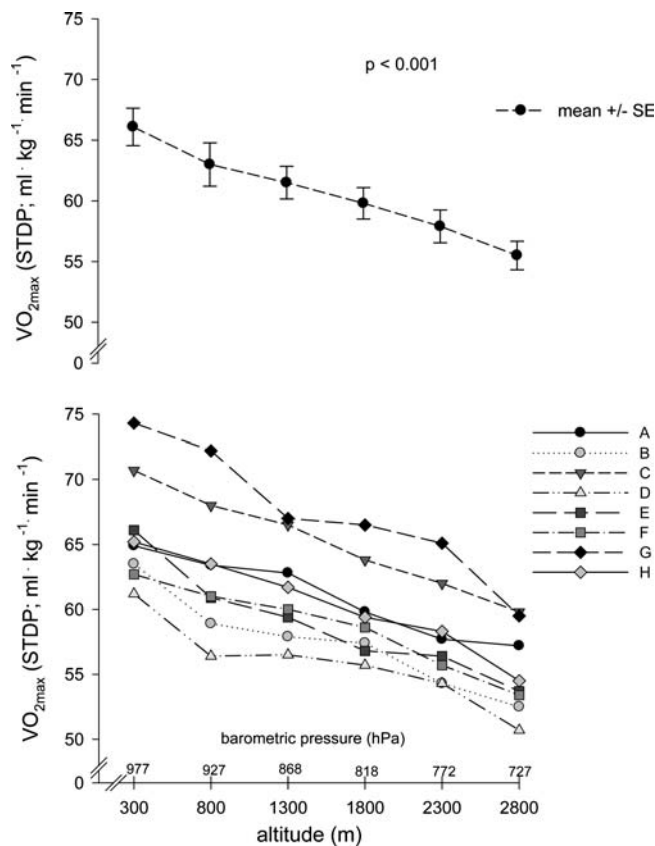 75
p < 0.001
70
mean +/- SE
65
60
55
50
0
VO2max (STDP; ml · kg-1 · min -1)
75
A
B
70
C
D
65
E
F
60
G
H
55
50
0
VO2max (STDP; ml · kg-1 · min -1)
barometric pressure (hPa)
977 927 868 818 772 727
300 800 1300 1800 2300 2800
altitude (m)